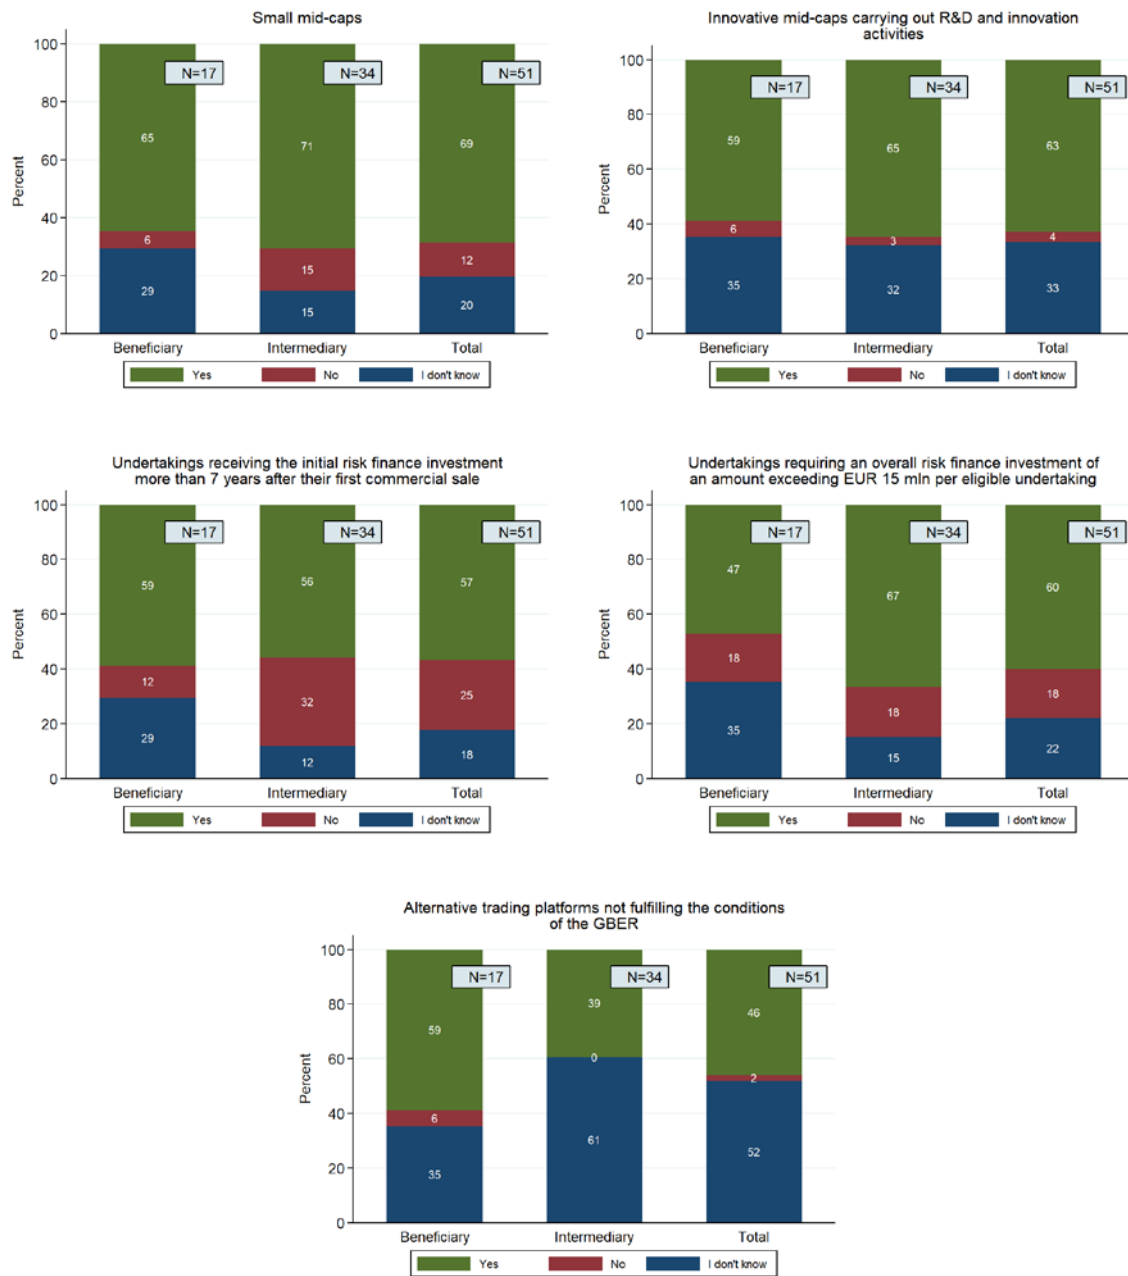 Small mid-caps
100
80
60
40
20
0
Percent
N=17
N=34
N=51
65
71
69
6
15
12
29
15
20
Beneficiary
Intermediary
Total
Yes
No
I don't know
Innovative mid-caps carrying out R&D and innovation
activities
100
80
60
40
20
0
Percent
N=17
N=34
N=51
59
65
63
6
3
4
35
32
33
Beneficiary
Intermediary
Total
Yes
No
I don't know
Undertakings receiving the initial risk finance investment
more than 7 years after their first commercial sale
100
80
60
40
20
0
Percent
N=17
N=34
N=51
59
56
57
12
32
25
29
12
18
Beneficiary
Intermediary
Total
Yes
No
I don't know
Undertakings requiring an overall risk finance investment of
an amount exceeding EUR 15 mln per eligible undertaking
100
80
60
40
20
0
Percent
N=17
N=34
N=51
47
67
60
18
18
18
35
15
22
Beneficiary
Intermediary
Total
Yes
No
I don't know
Alternative trading platforms not fulfilling the conditions
of the GBER
100
80
60
40
20
0
Percent
N=17
N=34
N=51
59
39
46
6
0
2
35
61
52
Beneficiary
Intermediary
Total
Yes
No
I don't know